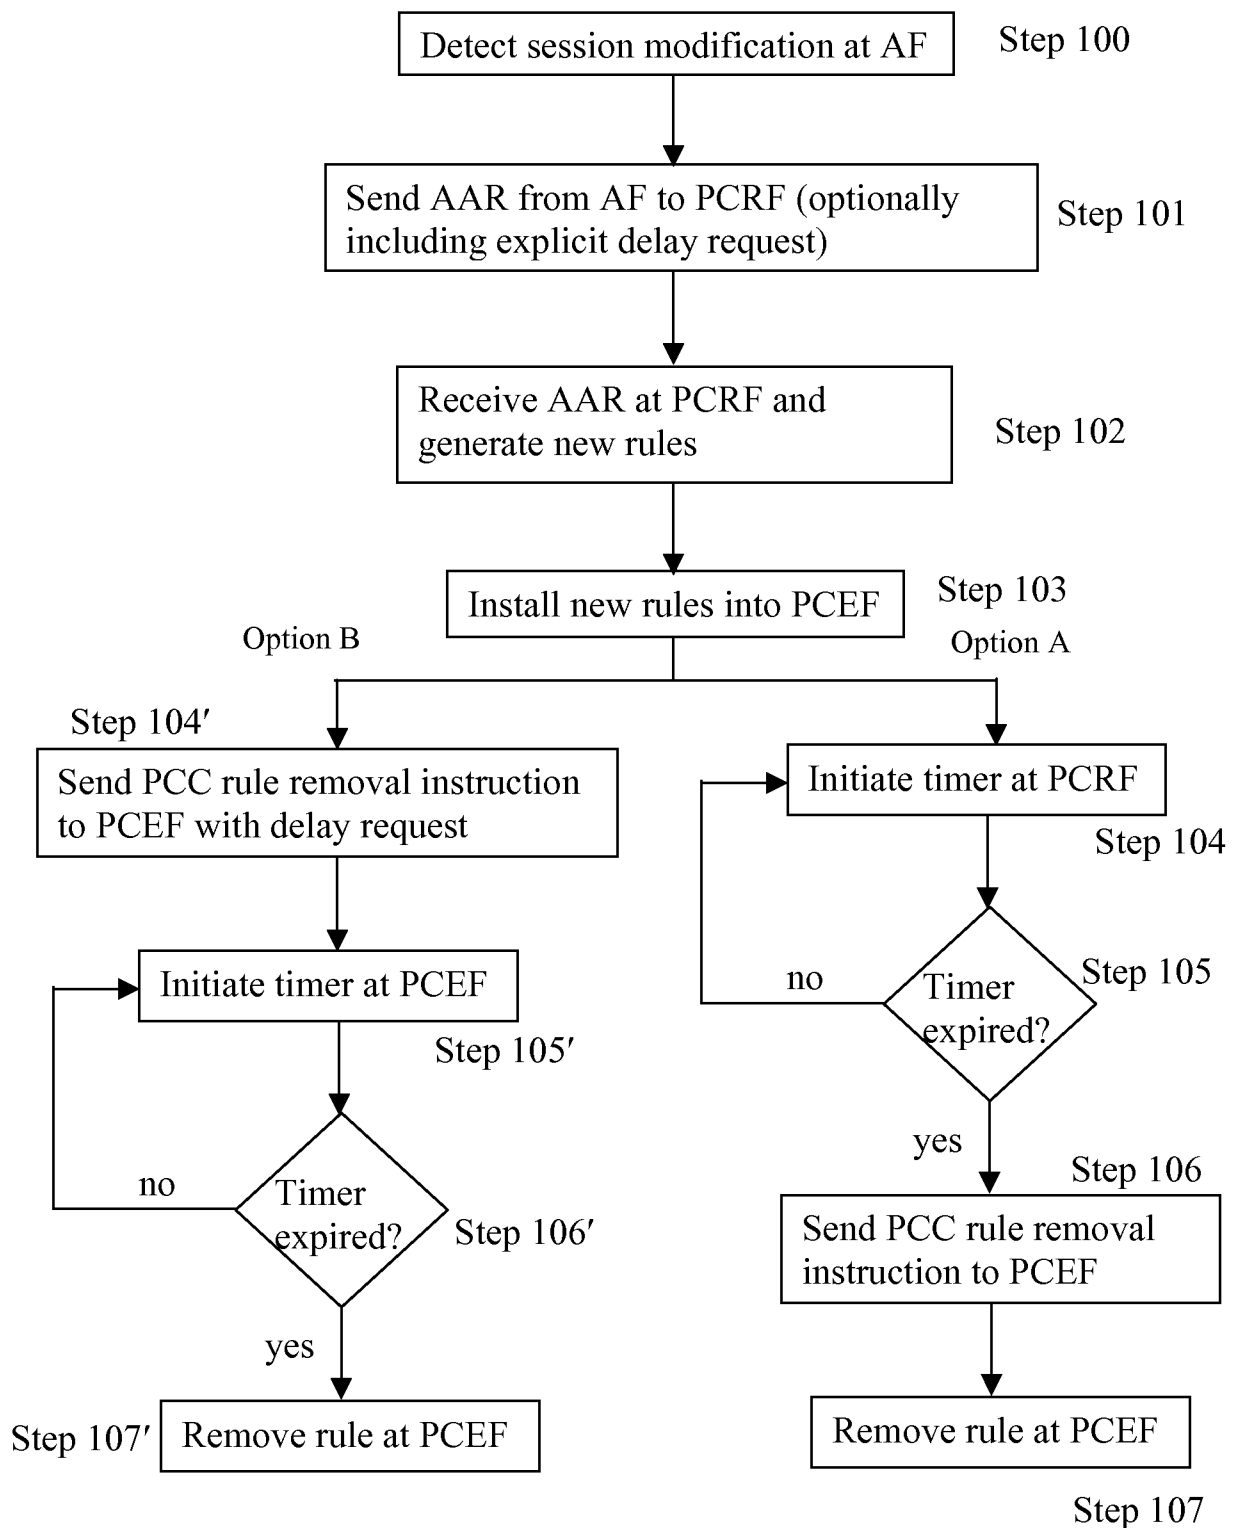 Detect session modification at AF
Step 100
Send AAR from AF to PCRF (optionally
including explicit delay request)
Step 101
Receive AAR at PCRF and
generate new rules
Step 102
Install new rules into PCEF
Step 103
Option B
Option A
Step 104′
Send PCC rule removal instruction
to PCEF with delay request
Initiate timer at PCRF
Step 104
Initiate timer at PCEF
Step 105′
no
Timer
expired?
Step 105
yes
no
Timer
expired?
Step 106′
yes
Step 106
Send PCC rule removal
instruction to PCEF
Step 107′
Remove rule at PCEF
Remove rule at PCEF
Step 107